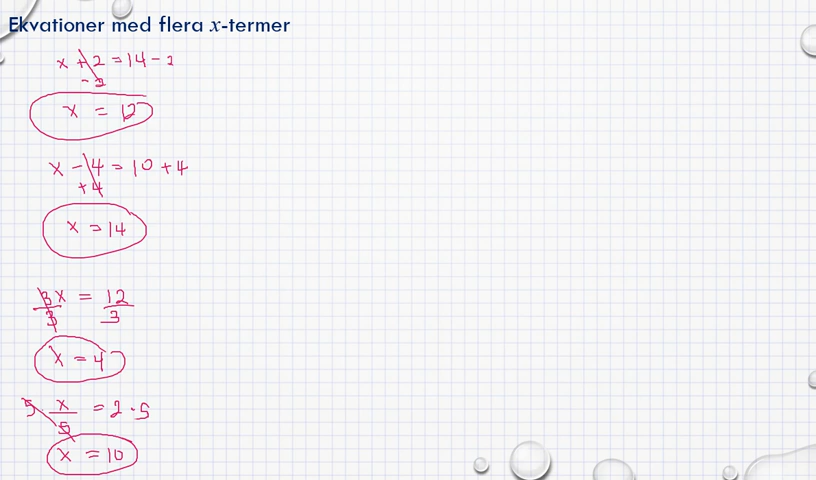 Ekvationer med flera x-termer
x + 2 = 14 - 2
- 2
x = 12
x - 4 = 10 + 4
+ 4
x = 14
3x/3 = 12/3
x = 4
5 · x/5 = 2 · 5
x = 10